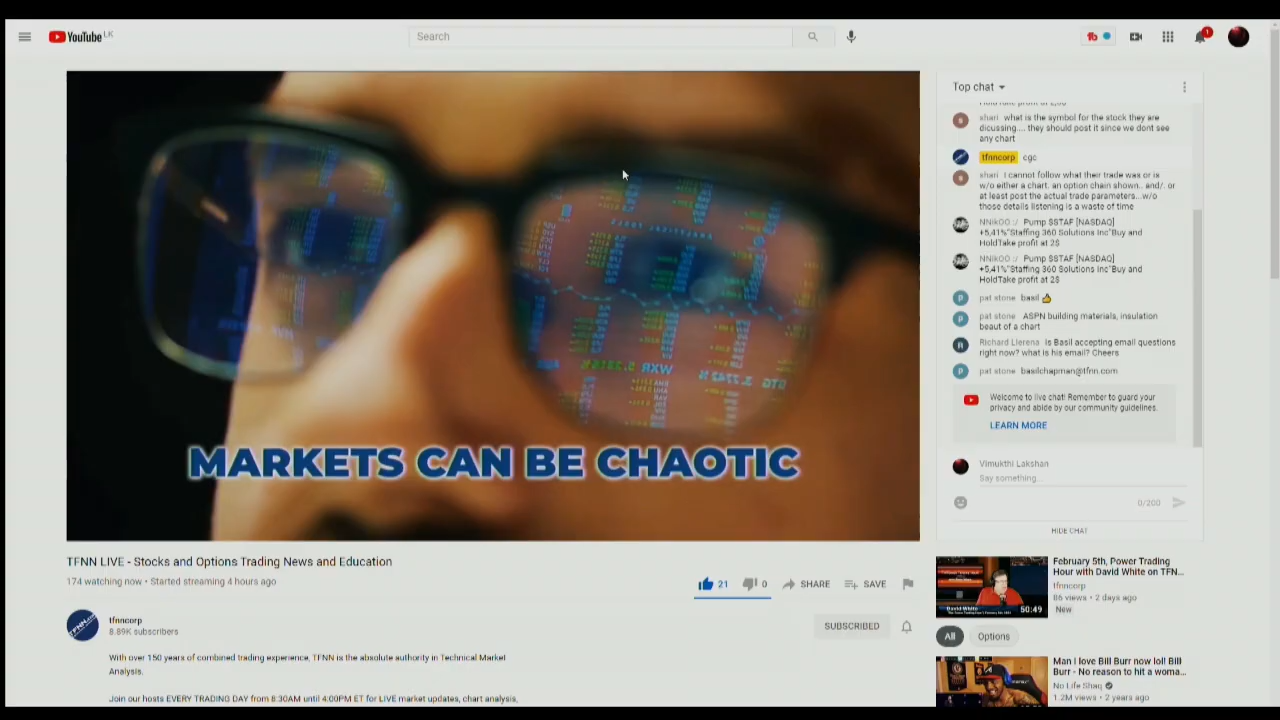 YouTube LK
Search
1
MARKETS CAN BE CHAOTIC
TFNN LIVE - Stocks and Options Trading News and Education
174 watching now • Started streaming 4 hours ago
21
0
SHARE
SAVE
tfnncorp
8.89K subscribers
SUBSCRIBED
With over 150 years of combined trading experience, TFNN is the absolute authority in Technical Market
Analysis.
Join our hosts EVERY TRADING DAY from 8:30AM until 4:00PM ET for LIVE market updates, chart analysis,
Top chat
shari what is the symbol for the stock they are
dicussing.... they should post it since we dont see
any chart
tfnncorp cgc
shari I cannot follow what their trade was or is
w/o either a chart. an option chain shown.. and/. or
at least post the actual trade parameters...w/o
those details listening is a waste of time
NNikOO :/ Pump $STAF [NASDAQ]
+5,41%"Staffing 360 Solutions Inc"Buy and
HoldTake profit at 2$
NNikOO :/ Pump $STAF [NASDAQ]
+5,41%"Staffing 360 Solutions Inc"Buy and
HoldTake profit at 2$
pat stone basil 👍
pat stone ASPN building materials, insulation
beaut of a chart
Richard Llerena Is Basil accepting email questions
right now? what is his email? Cheers
pat stone basilchapman@tfnn.com
Welcome to live chat! Remember to guard your
privacy and abide by our community guidelines.
LEARN MORE
Vimukthi Lakshan
Say something...
0/200
HIDE CHAT
February 5th, Power Trading
Hour with David White on TFN...
tfnncorp
86 views • 2 days ago
New
David White
50:49
All
Options
Man I love Bill Burr now lol! Bill
Burr - No reason to hit a woma...
No Life Shaq
1.2M views • 2 years ago